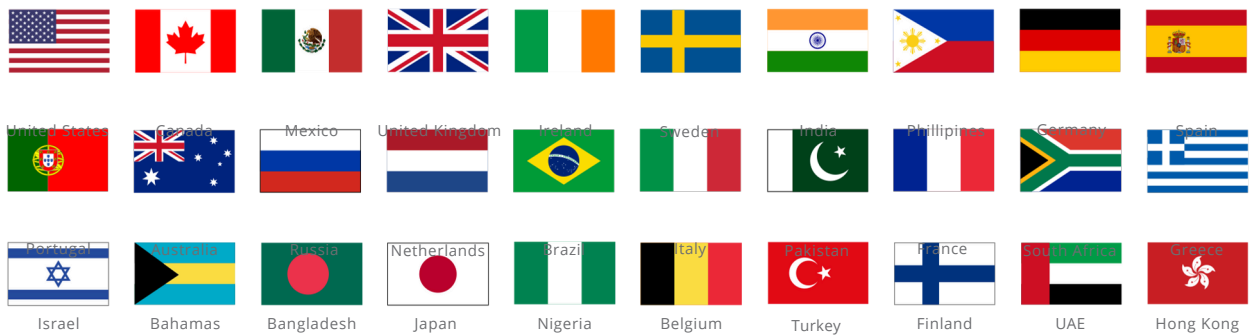 United States Canada Mexico United Kingdom Ireland Sweden India Phillipines Germany Spain
Portugal Australia Russia Netherlands Brazil Italy Pakistan France South Africa Greece
Israel Bahamas Bangladesh Japan Nigeria Belgium Turkey Finland UAE Hong Kong